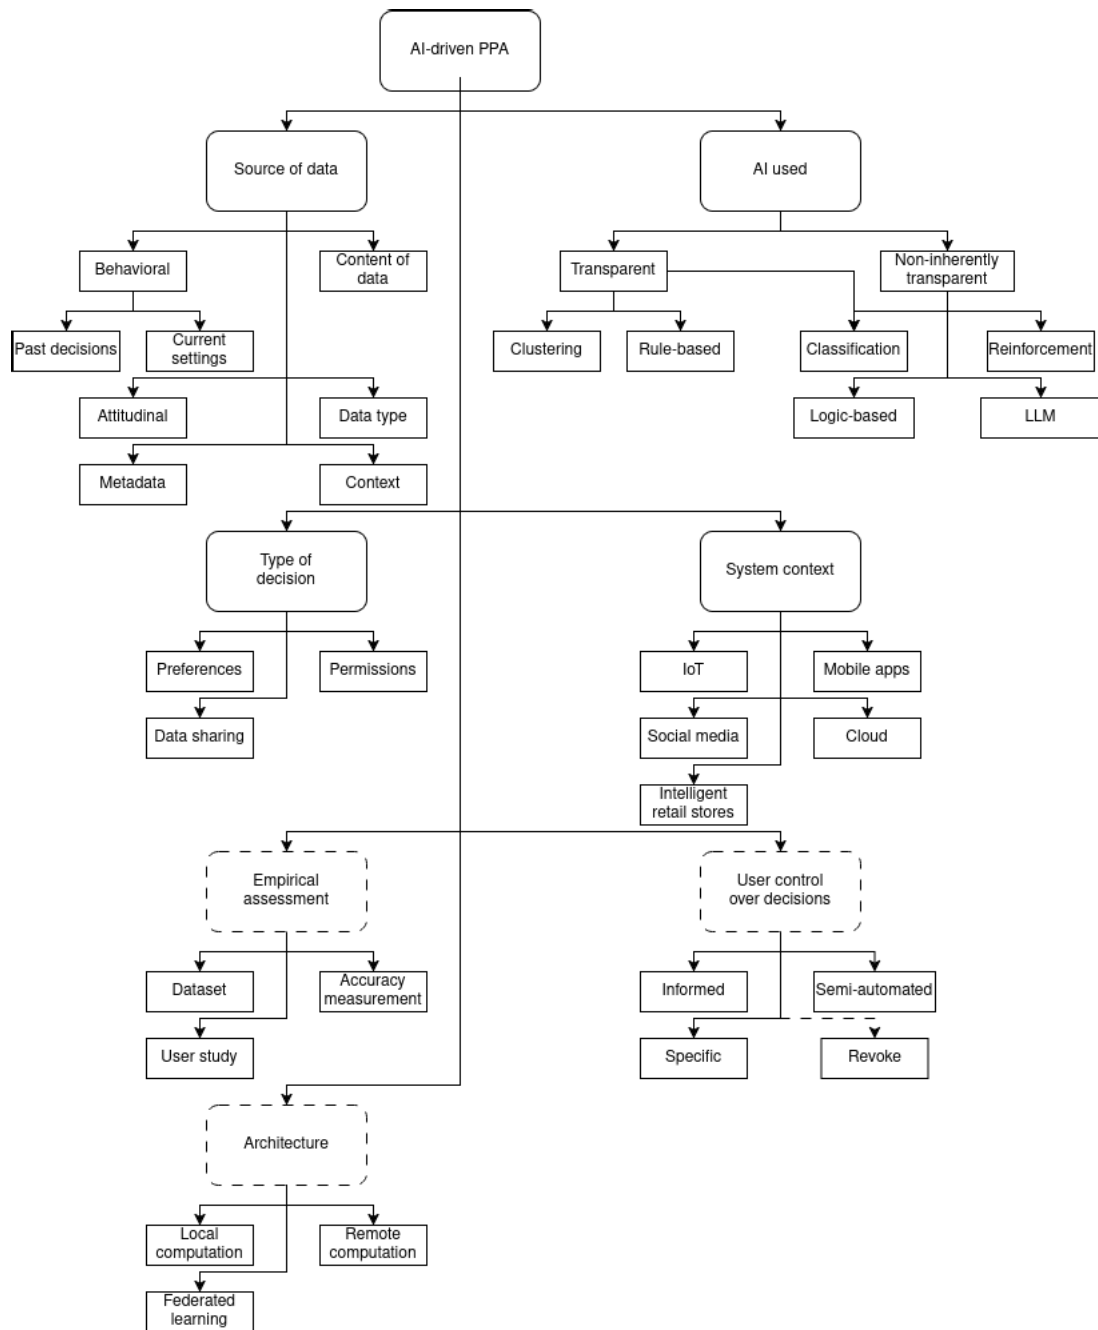 AI-driven PPA
Source of data
AI used
Behavioral
Content of
data
Transparent
Non-inherently
transparent
Past decisions
Current
settings
Clustering
Rule-based
Classification
Reinforcement
Attitudinal
Data type
Logic-based
LLM
Metadata
Context
Type of
decision
System context
Preferences
Permissions
IoT
Mobile apps
Data sharing
Social media
Cloud
Intelligent
retail stores
Empirical
assessment
User control
over decisions
Dataset
Accuracy
measurement
Informed
Semi-automated
User study
Specific
Revoke
Architecture
Local
computation
Remote
computation
Federated
learning